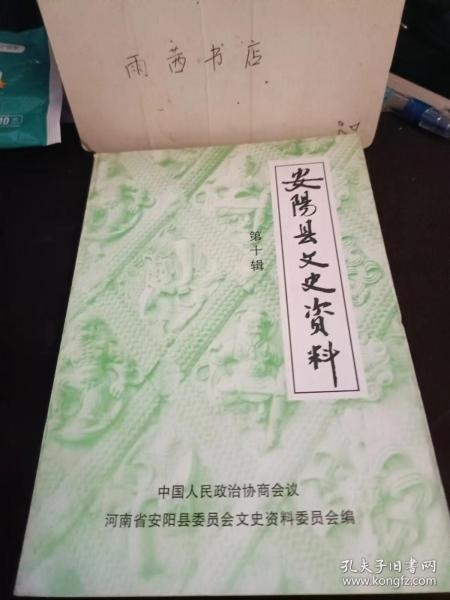 雨茜书店
安陽县文史资料
第十辑
中国人民政治协商会议
河南省安阳县委员会文史资料委员会编
孔夫子旧书网
www.kongfz.com